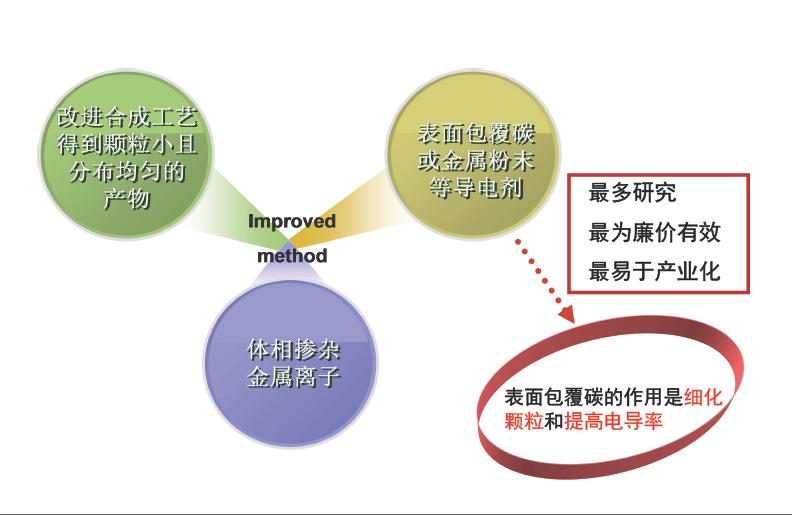 改进合成工艺
得到颗粒小且
分布均匀的
产物
表面包覆碳
或金属粉末
等导电剂
Improved
method
体相掺杂
金属离子
最多研究
最为廉价有效
最易于产业化
表面包覆碳的作用是细化
颗粒和提高电导率